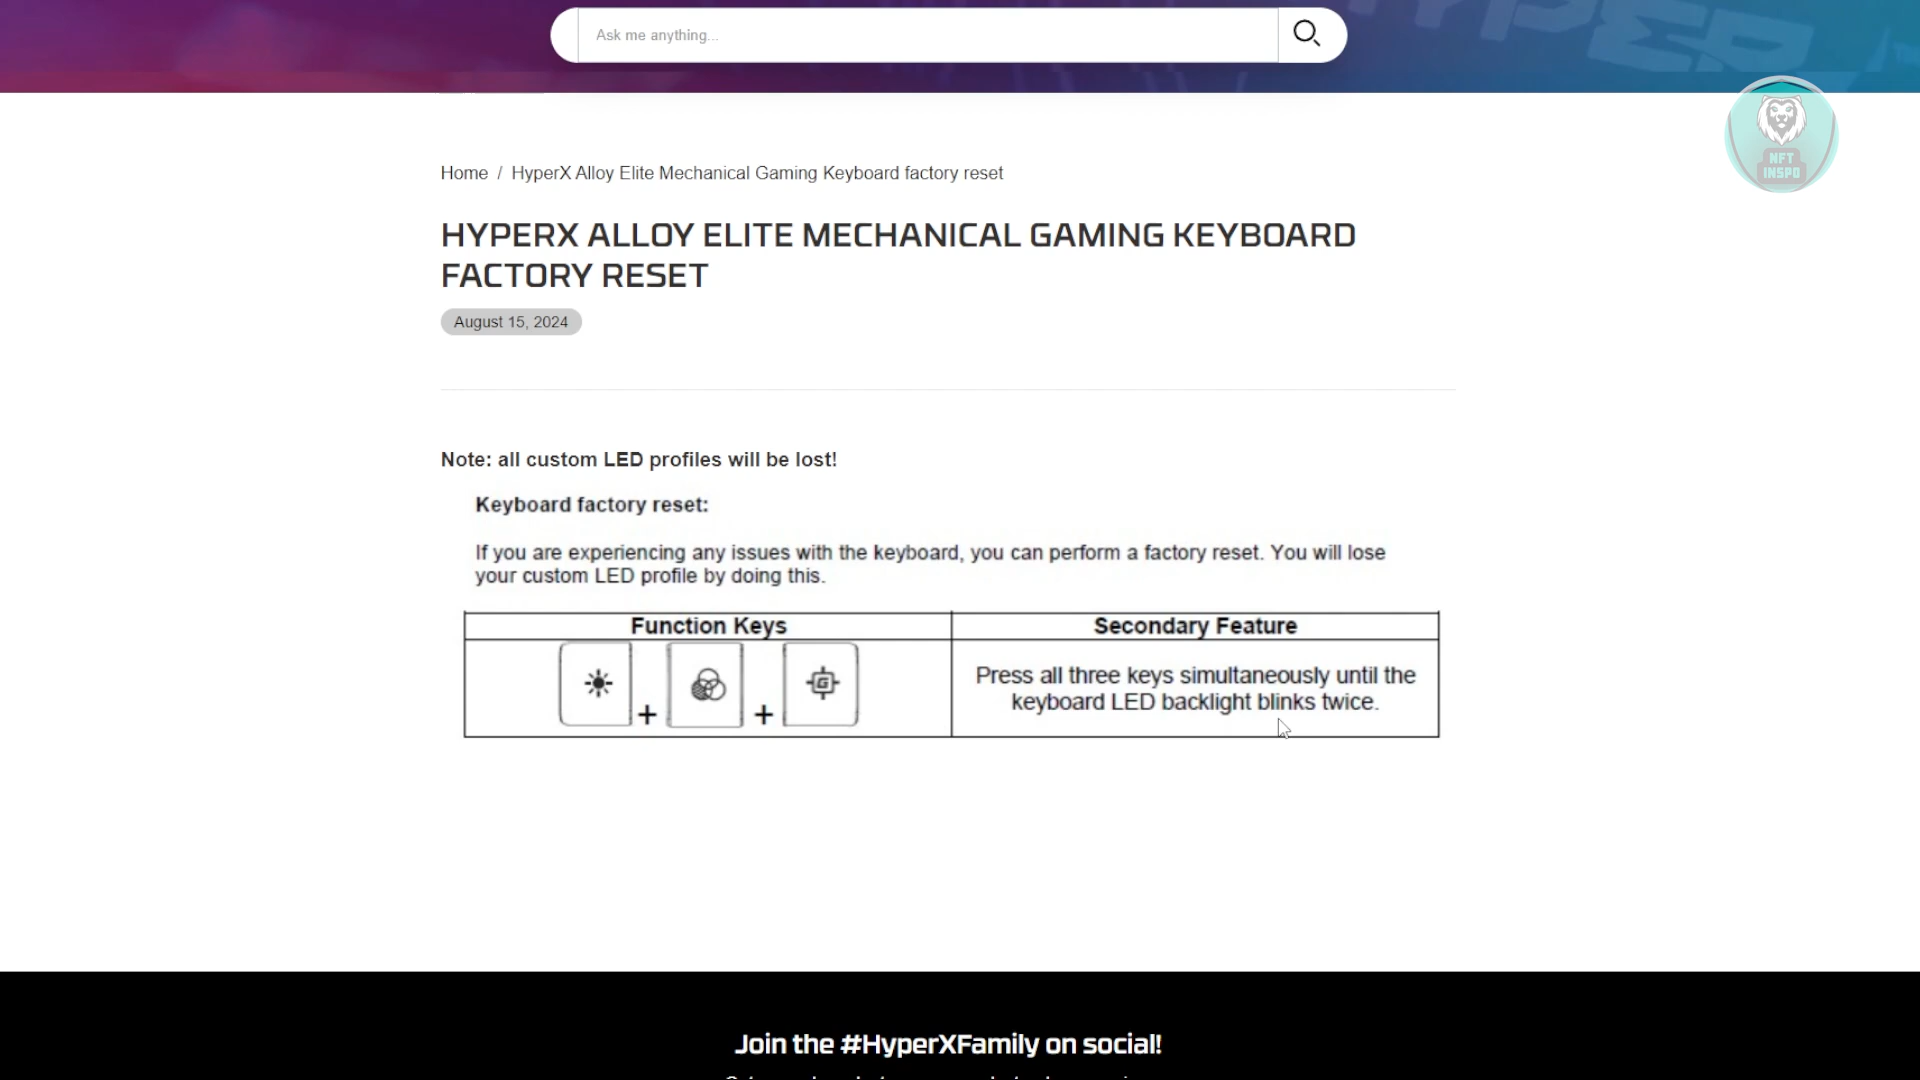 Ask me anything...
HYPER
NFT
INSPO
Home / HyperX Alloy Elite Mechanical Gaming Keyboard factory reset
HYPERX ALLOY ELITE MECHANICAL GAMING KEYBOARD
FACTORY RESET
August 15, 2024
Note: all custom LED profiles will be lost!
Keyboard factory reset:
If you are experiencing any issues with the keyboard, you can perform a factory reset. You will lose
your custom LED profile by doing this.
Function Keys
Secondary Feature
+ + G
Press all three keys simultaneously until the
keyboard LED backlight blinks twice.
Join the #HyperXFamily on social!